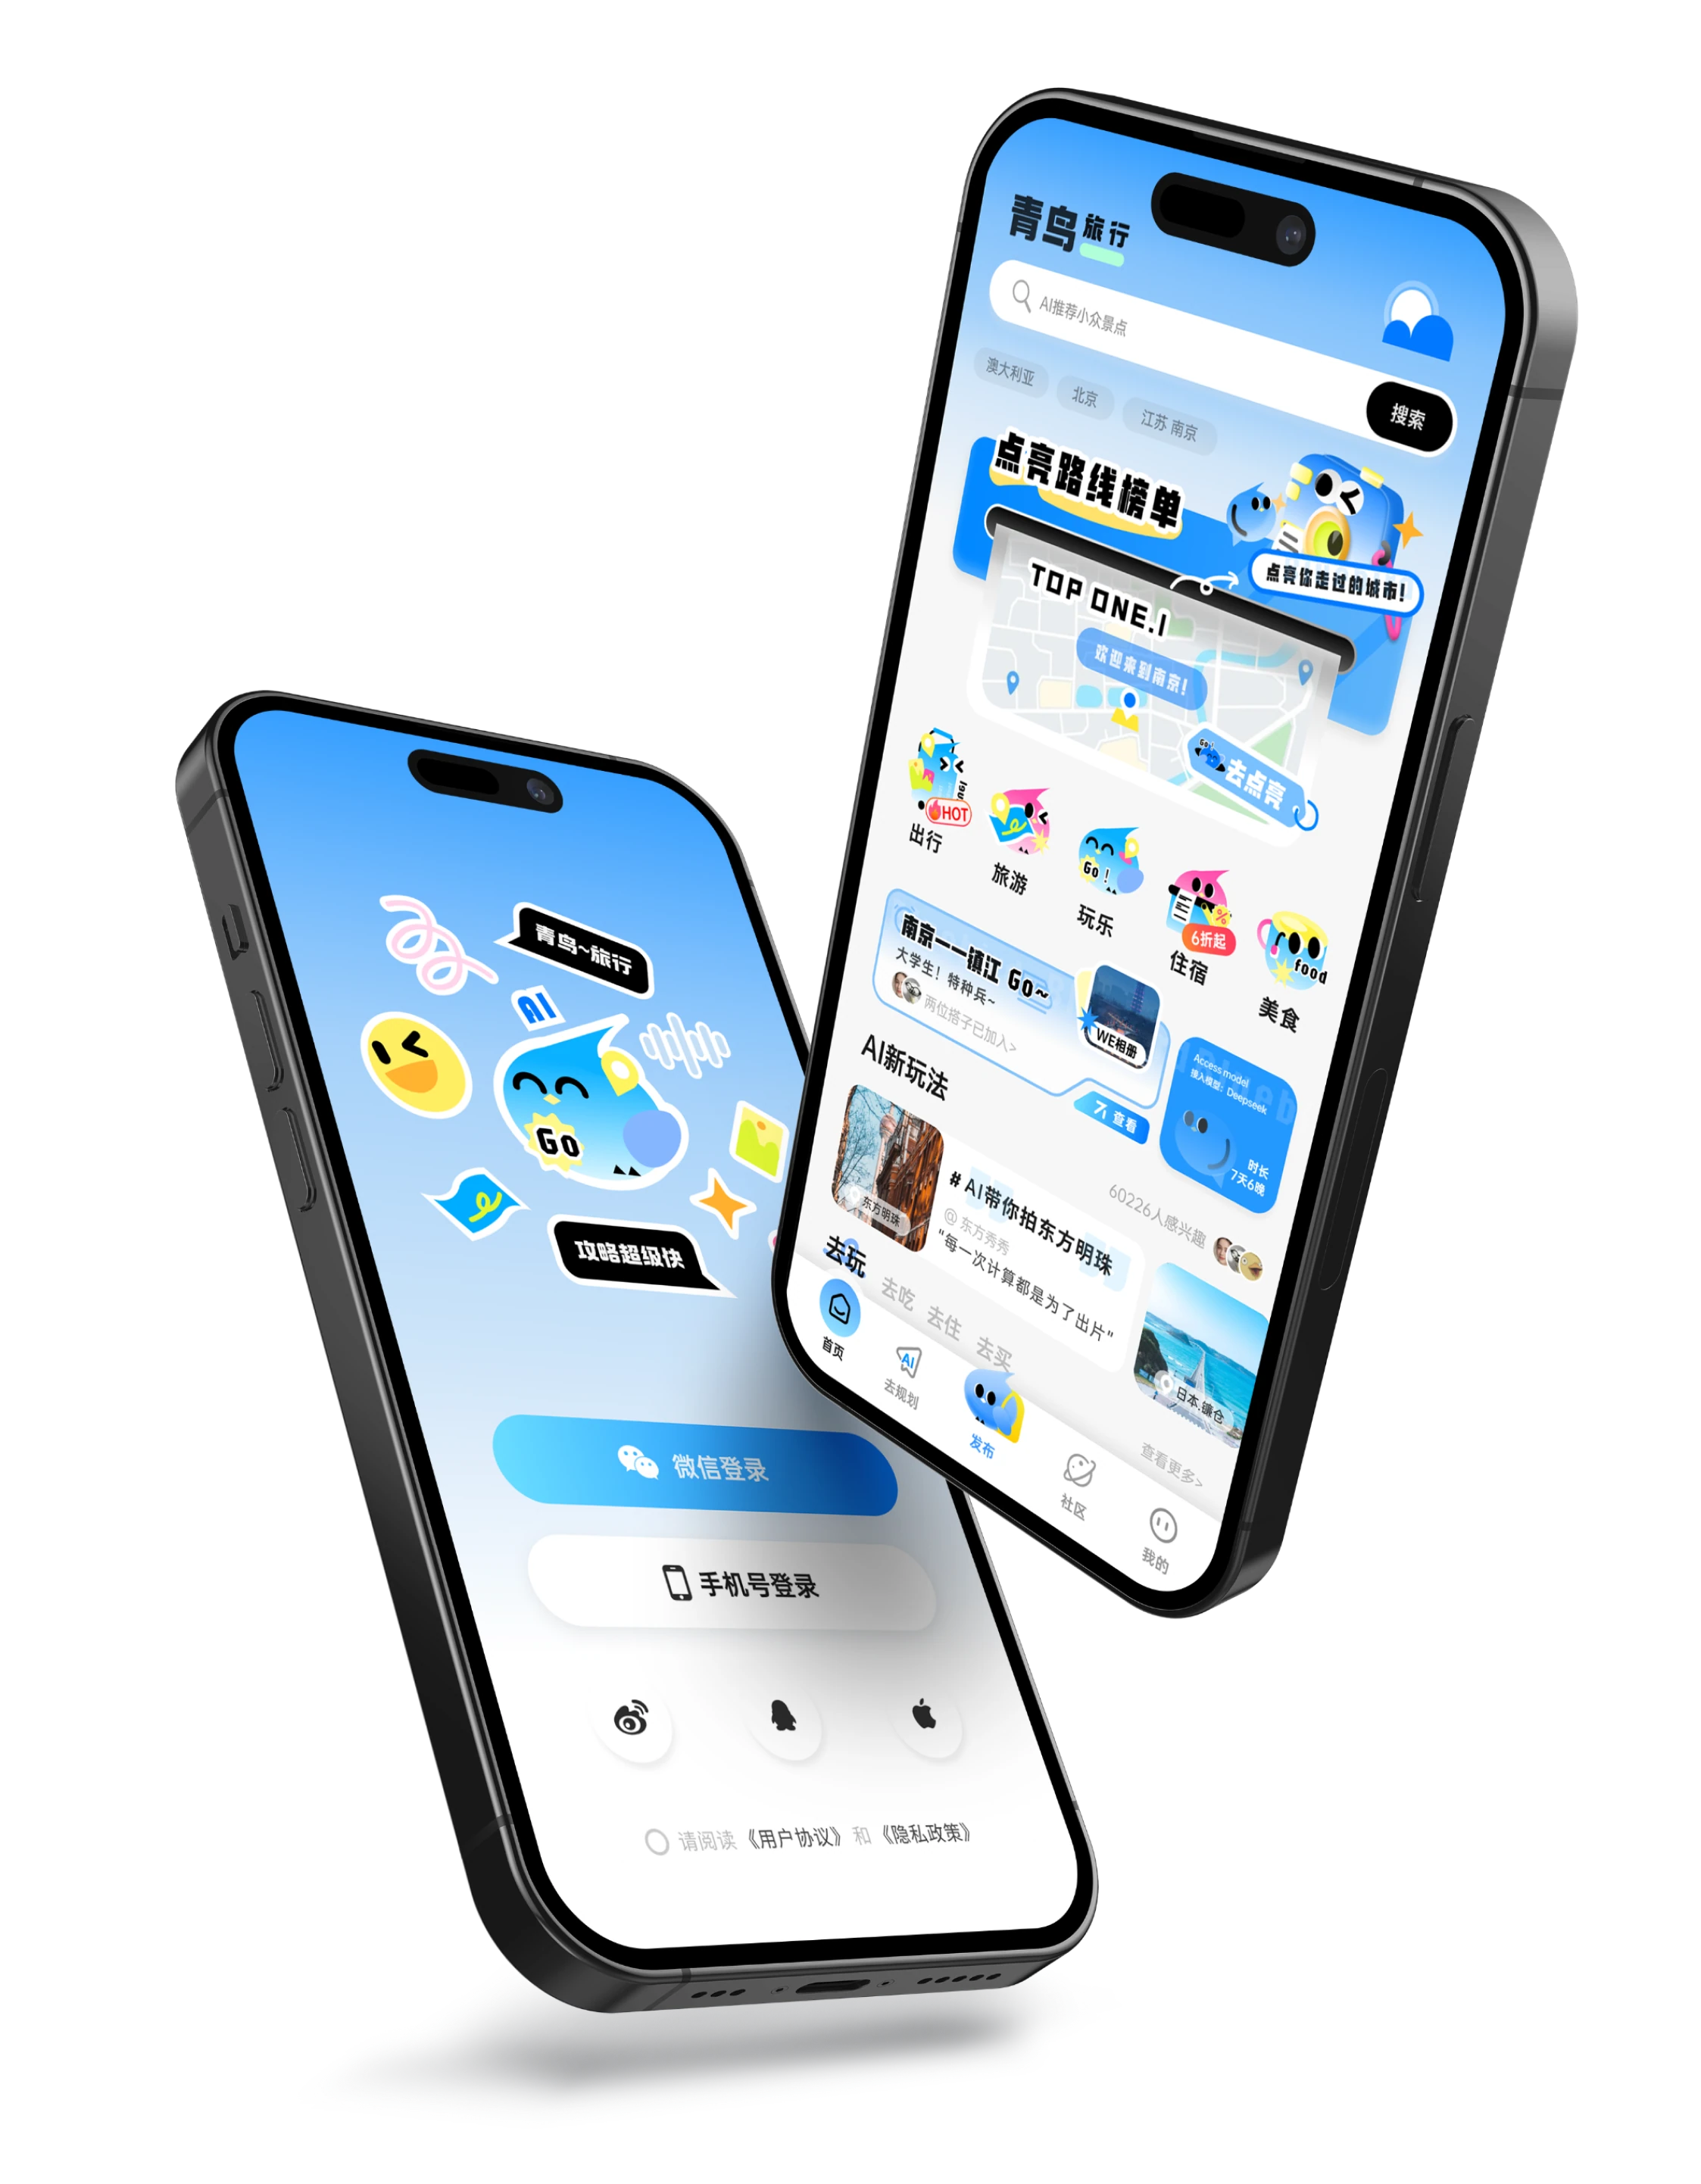 青鸟旅行
AI推荐小众景点
搜索
澳大利亚
北京
江苏 南京
点亮路线榜单
点亮你走过的城市!
TOP ONE.1
欢迎来到南京!
Go!
去点亮
HOT
出行
旅游
Go!
玩乐
%
6折起
住宿
food
美食
南京——镇江 GO~
大学生! 特种兵~
两位搭子已加入>
WE相册
查看
Access model
接入模型: Deepseek
时长
7天6晚
AI新玩法
60226人感兴趣
东方明珠
# AI带你拍东方明珠
@ 东方秀秀
"每一次计算都是为了出片"
日本.镰仓
去玩
去吃
去住
去买
查看更多>
首页
AI
去规划
发布
社区
我的
青鸟~旅行
AI
GO
攻略超级快
微信登录
手机号登录
请阅读《用户协议》和《隐私政策》